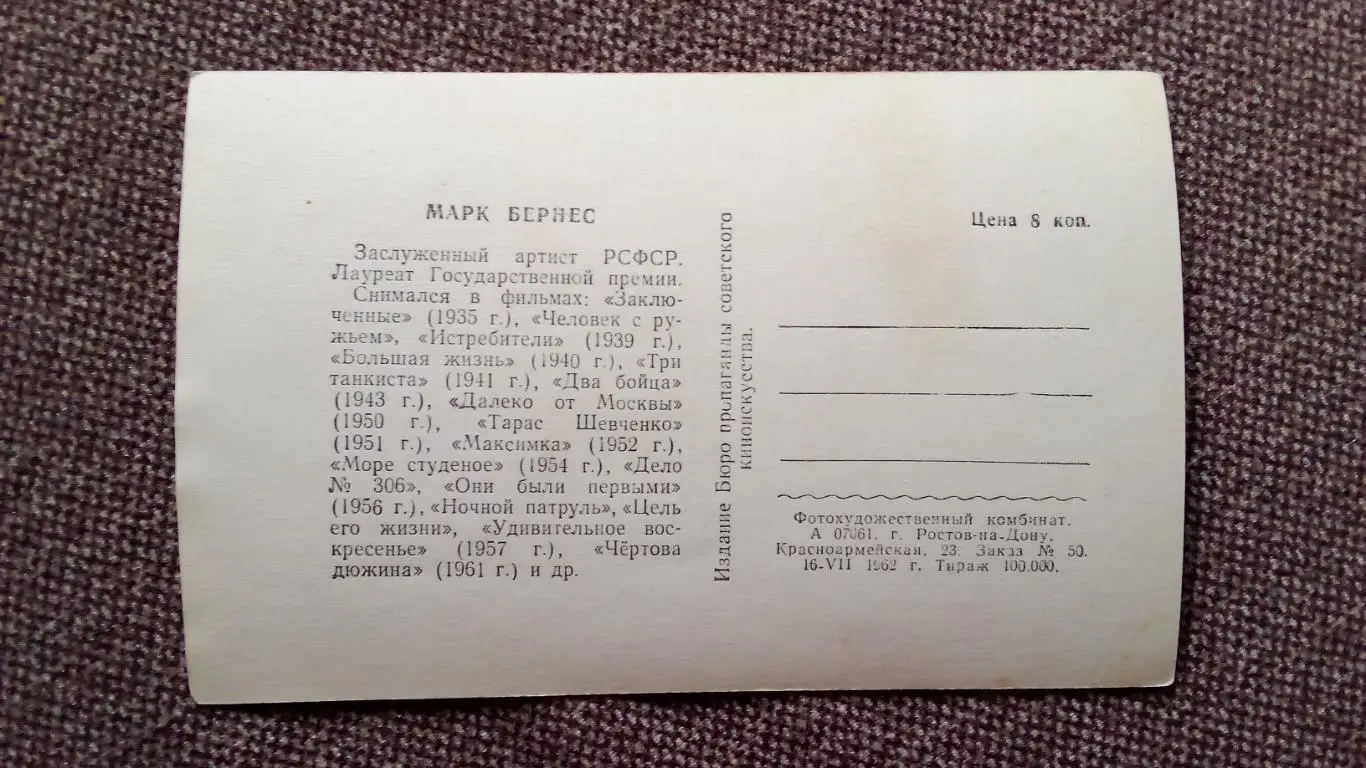 МАРК БЕРНЕС
Заслуженный артист РСФСР.
Лауреат Государственной премии.
Снимался в фильмах: «Заклю-
ченные» (1935 г.), «Человек с ру-
жьем», «Истребители» (1939 г.),
«Большая жизнь» (1940 г.), «Три
танкиста» (1941 г.), «Два бойца»
(1943 г.), «Далеко от Москвы»
(1950 г.), «Тарас Шевченко»
(1951 г.), «Максимка» (1952 г.),
«Море студеное» (1954 г.), «Дело
№ 306», «Они были первыми»
(1956 г.), «Ночной патруль», «Цель
его жизни», «Удивительное вос-
кресенье» (1957 г.), «Чёртова
дюжина» (1961 г.) и др.
Издание Бюро пропаганды советского
киноискусства.
Цена 8 коп.
Фотохудожественный комбинат.
А 07061. г. Ростов-на-Дону,
Красноармейская, 23. Заказ № 50.
16-VII 1962 г. Тираж 100.000.